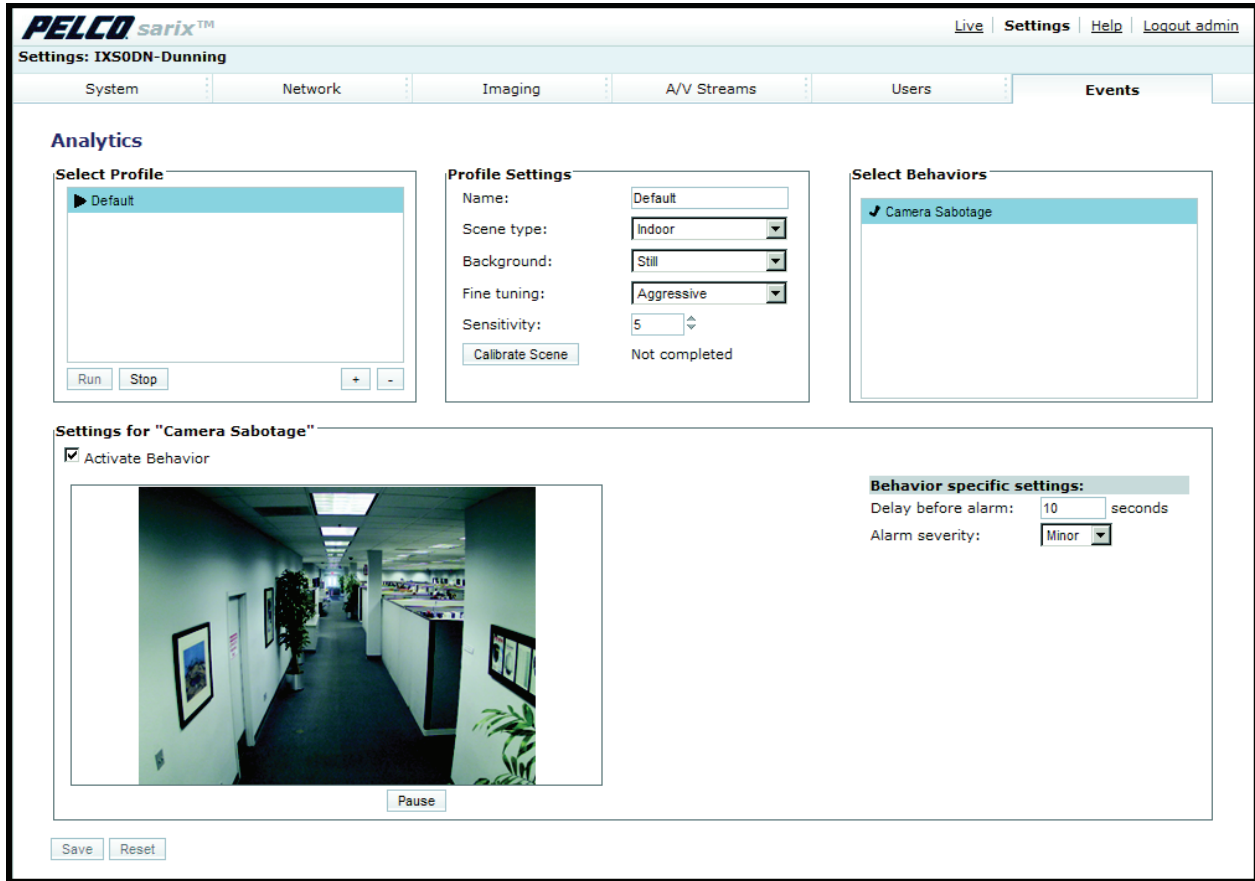 PELCO sarix™
Live | Settings | Help | Logout admin
Settings: IXS0DN-Dunning
System Network Imaging A/V Streams Users Events
Analytics
Select Profile
Default
Run Stop + -
Profile Settings
Name: Default
Scene type: Indoor
Background: Still
Fine tuning: Aggressive
Sensitivity: 5
Calibrate Scene Not completed
Select Behaviors
Camera Sabotage
Settings for "Camera Sabotage"
Activate Behavior
Behavior specific settings:
Delay before alarm: 10 seconds
Alarm severity: Minor
Pause
Save Reset